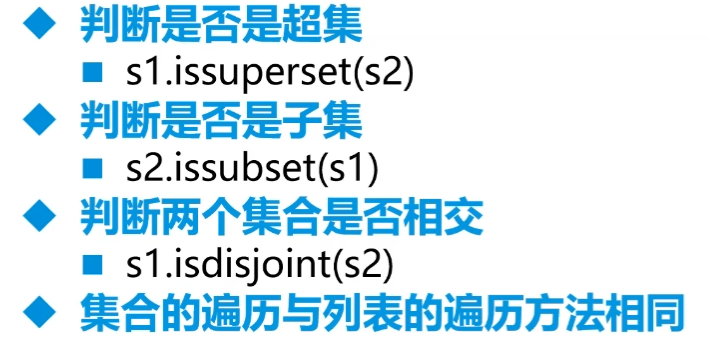 判断是否是超集
s1.issuperset(s2)
判断是否是子集
s2.issubset(s1)
判断两个集合是否相交
s1.isdisjoint(s2)
集合的遍历与列表的遍历方法相同